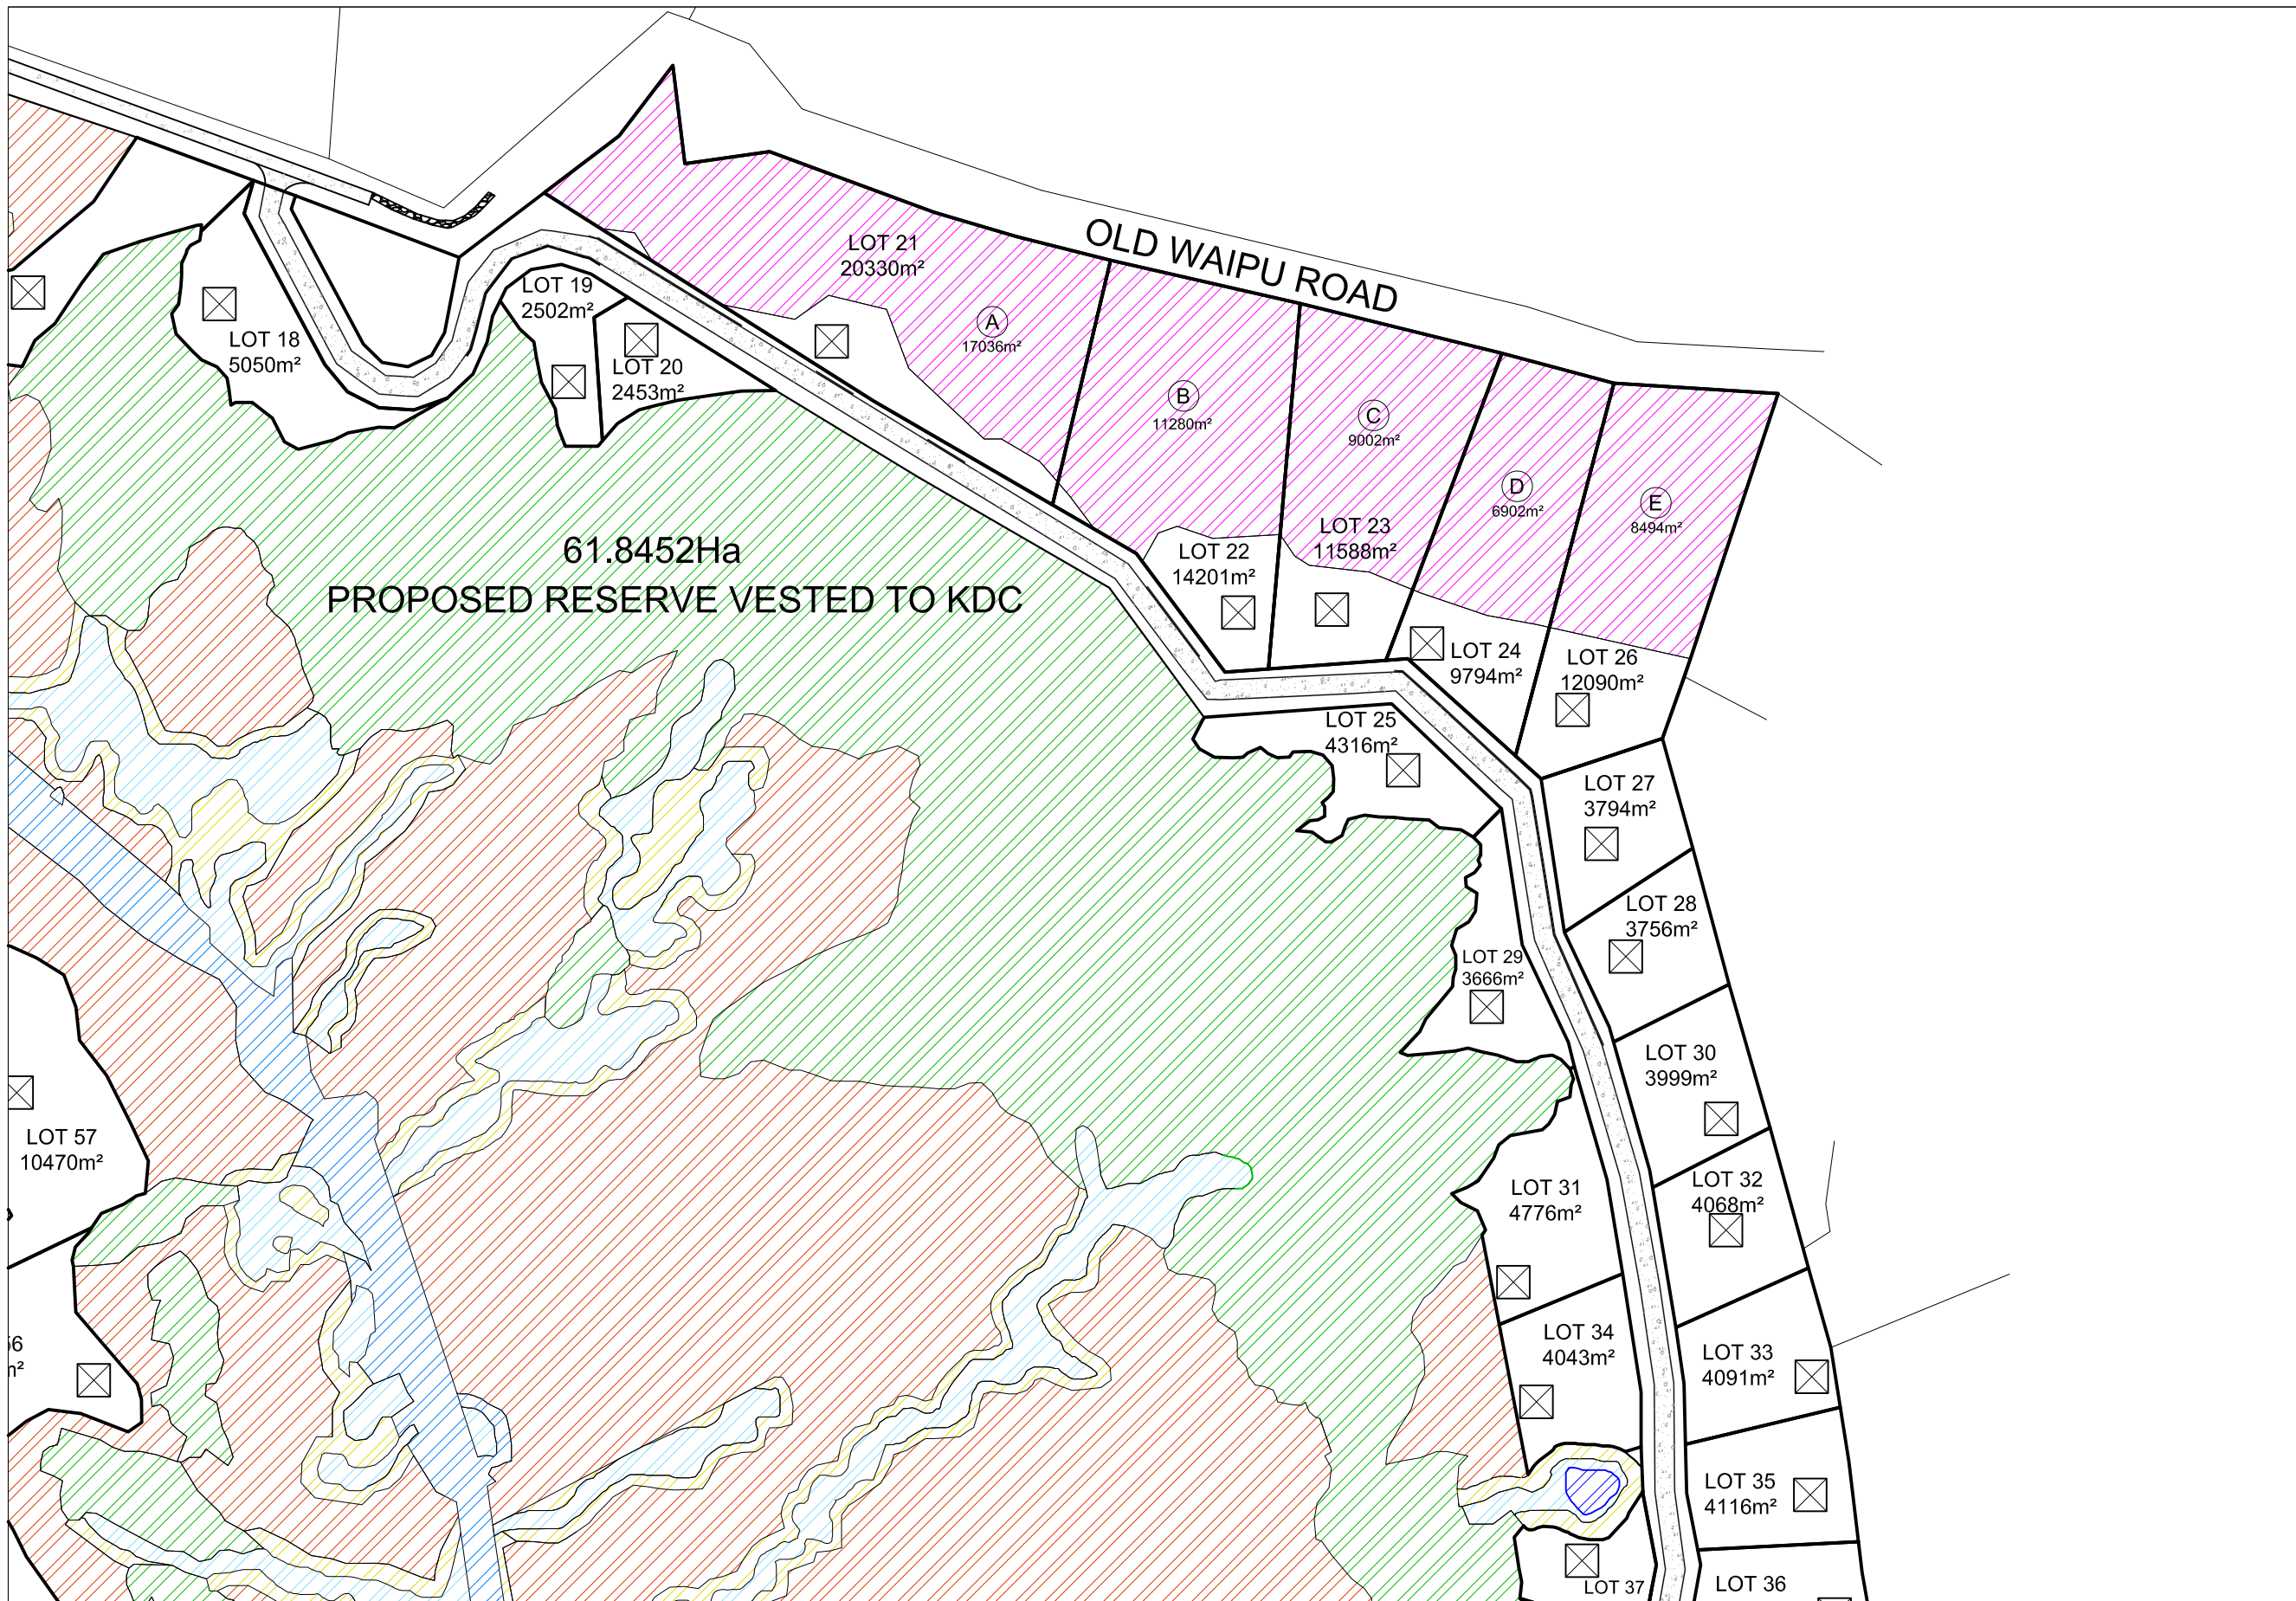 OLD WAIPU ROAD
LOT 21
20330m²
A
17036m²
LOT 19
2502m²
LOT 18
5050m²
LOT 20
2453m²
B
11280m²
C
9002m²
D
6902m²
E
8494m²
61.8452Ha
PROPOSED RESERVE VESTED TO KDC
LOT 22
14201m²
LOT 23
11588m²
LOT 24
9794m²
LOT 26
12090m²
LOT 25
4316m²
LOT 27
3794m²
LOT 28
3756m²
LOT 29
3666m²
LOT 30
3999m²
LOT 57
10470m²
LOT 31
4776m²
LOT 32
4068m²
LOT 34
4043m²
LOT 33
4091m²
LOT 35
4116m²
LOT 37
LOT 36